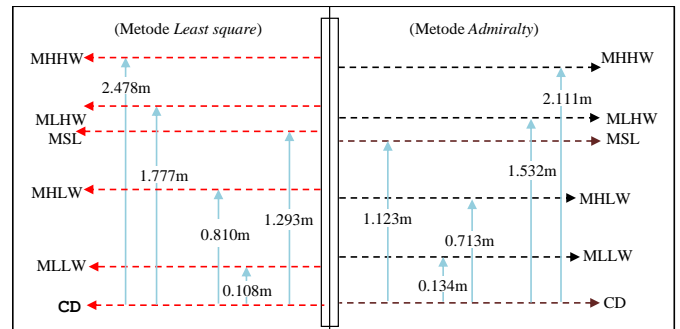 (Metode Least square)
MHHW
2.478m
MLHW
MSL
1.777m
MHLW
1.293m
0.810m
MLLW
0.108m
CD
(Metode Admiralty)
MHHW
2.111m
MLHW
MSL
1.532m
1.123m
MHLW
0.713m
MLLW
0.134m
CD